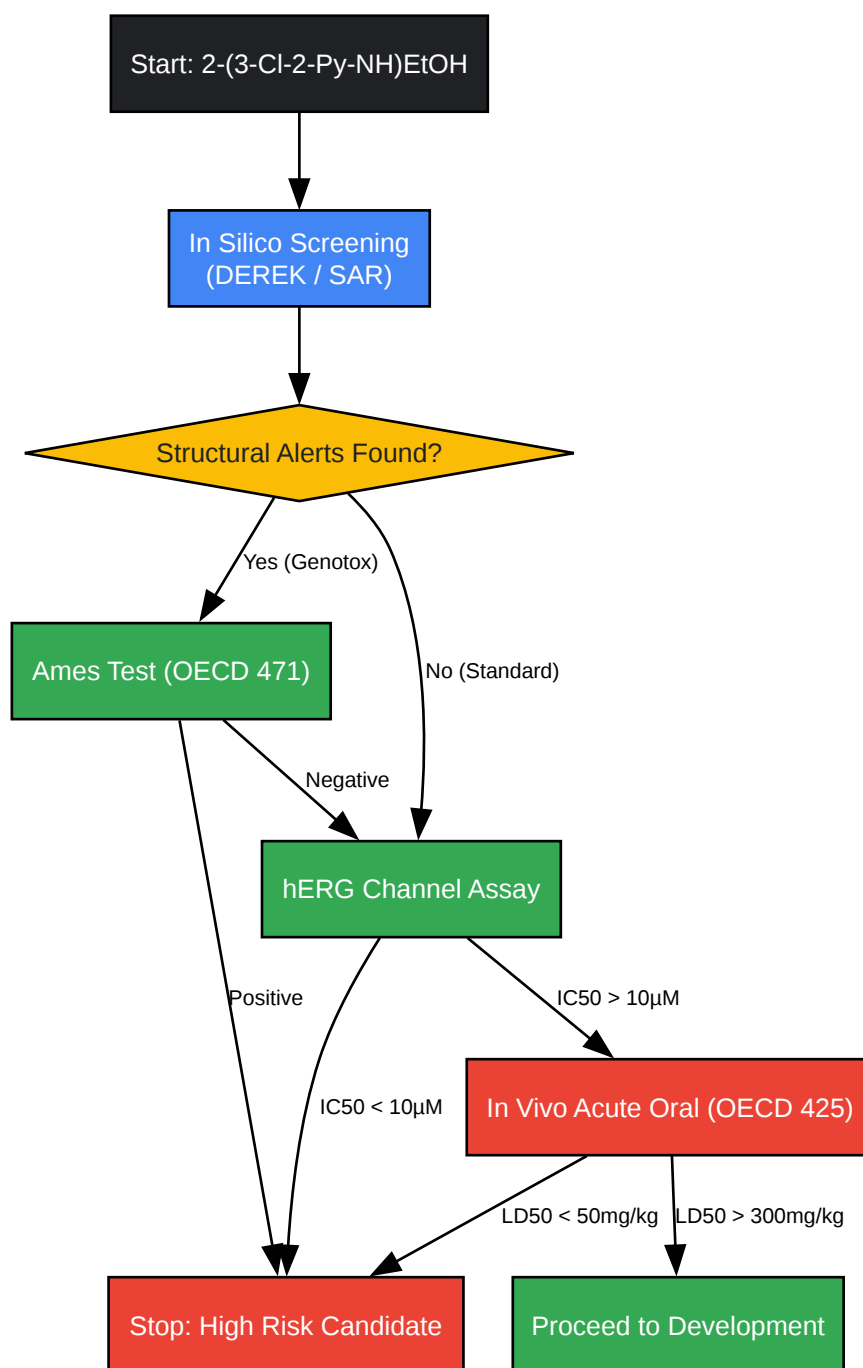 Start: 2-(3-Cl-2-Py-NH)EtOH
In Silico Screening
(DEREK / SAR)
Structural Alerts Found?
Yes (Genotox)
Ames Test (OECD 471)
No (Standard)
Negative
hERG Channel Assay
Positive
IC50 > 10µM
IC50 < 10µM
In Vivo Acute Oral (OECD 425)
LD50 < 50mg/kg
LD50 > 300mg/kg
Stop: High Risk Candidate
Proceed to Development